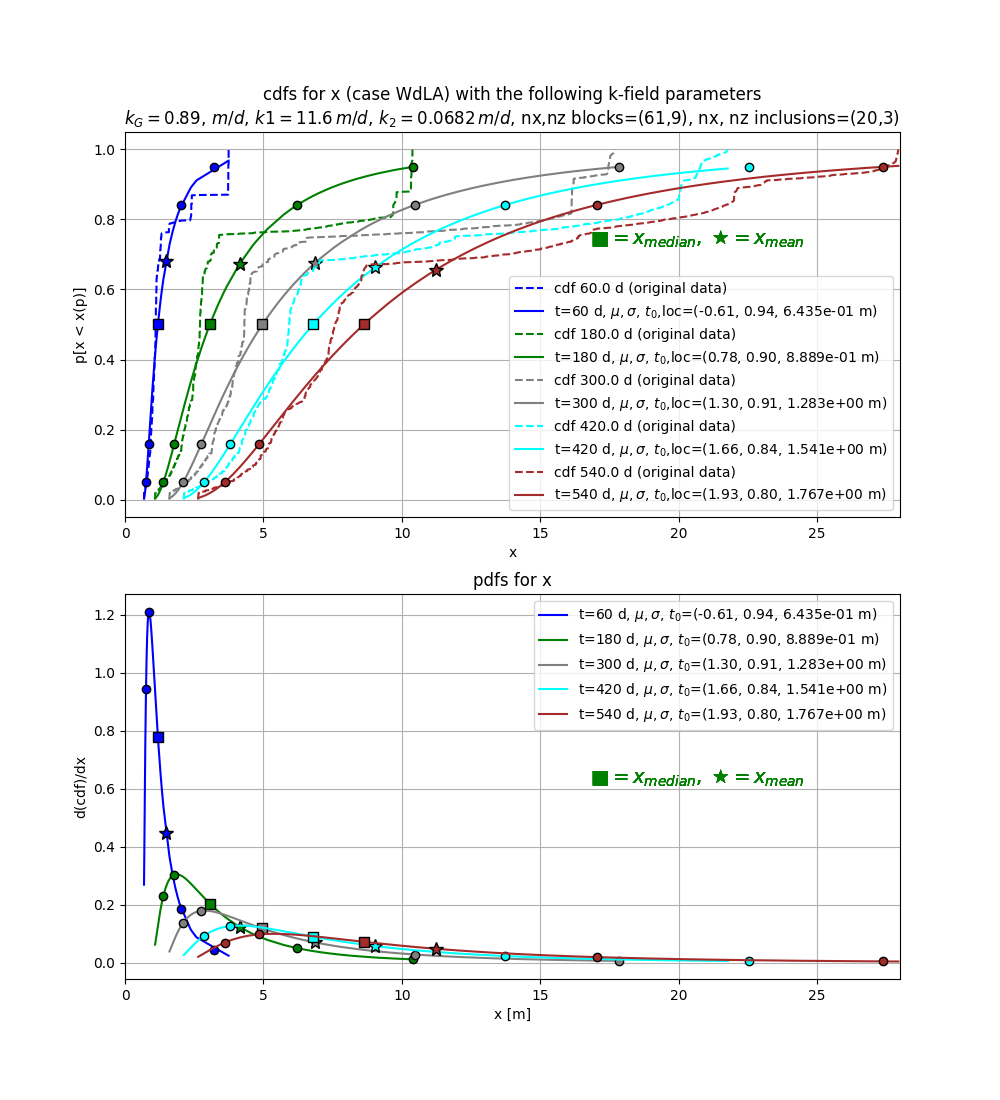 cdfs for x (case WdLA) with the following k-field parameters
k_G = 0.89, m/d, k1 = 11.6 m/d, k_2 = 0.0682 m/d, nx,nz blocks=(61,9), nx, nz inclusions=(20,3)
1.0
0.8
0.6
0.4
0.2
0.0
p[x < x(p)]
■ = x_median, ★ = x_mean
cdf 60.0 d (original data)
t=60 d, μ, σ, t_0,loc=(-0.61, 0.94, 6.435e-01 m)
cdf 180.0 d (original data)
t=180 d, μ, σ, t_0,loc=(0.78, 0.90, 8.889e-01 m)
cdf 300.0 d (original data)
t=300 d, μ, σ, t_0,loc=(1.30, 0.91, 1.283e+00 m)
cdf 420.0 d (original data)
t=420 d, μ, σ, t_0,loc=(1.66, 0.84, 1.541e+00 m)
cdf 540.0 d (original data)
t=540 d, μ, σ, t_0,loc=(1.93, 0.80, 1.767e+00 m)
0 5 10 15 20 25
x
pdfs for x
1.2
1.0
0.8
0.6
0.4
0.2
0.0
d(cdf)/dx
t=60 d, μ, σ, t_0=(-0.61, 0.94, 6.435e-01 m)
t=180 d, μ, σ, t_0=(0.78, 0.90, 8.889e-01 m)
t=300 d, μ, σ, t_0=(1.30, 0.91, 1.283e+00 m)
t=420 d, μ, σ, t_0=(1.66, 0.84, 1.541e+00 m)
t=540 d, μ, σ, t_0=(1.93, 0.80, 1.767e+00 m)
■ = x_median, ★ = x_mean
0 5 10 15 20 25
x [m]